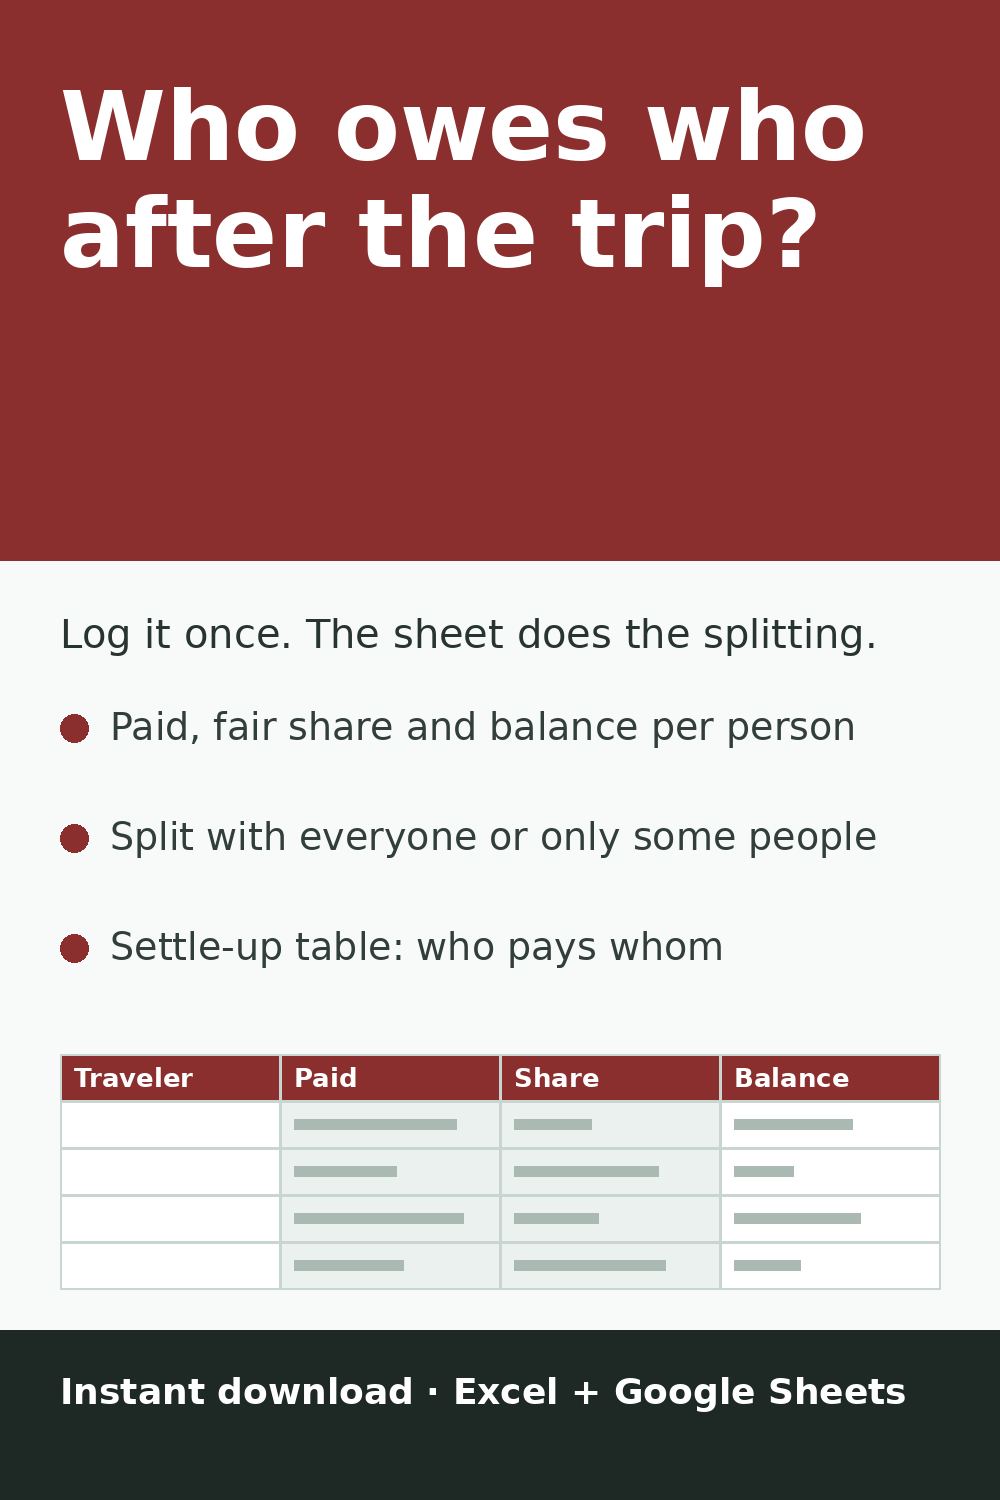 Who owes who
after the trip?
Log it once. The sheet does the splitting.
Paid, fair share and balance per person
Split with everyone or only some people
Settle-up table: who pays whom
Traveler Paid Share Balance
Instant download · Excel + Google Sheets